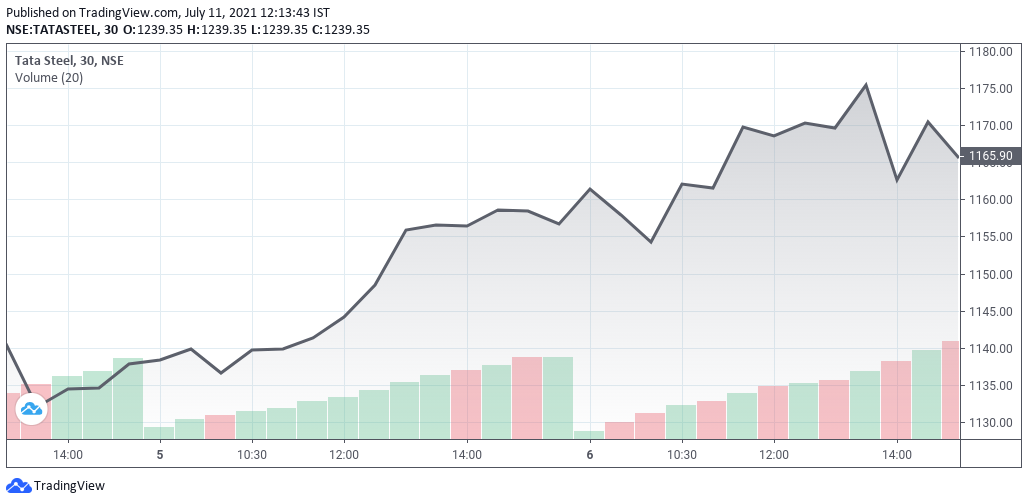 Published on TradingView.com, July 11, 2021 12:13:43 IST
NSE:TATASTEEL, 30 O:1239.35 H:1239.35 L:1239.35 C:1239.35
Tata Steel, 30, NSE
Volume (20)
1180.00
1175.00
1170.00
1165.90
1160.00
1155.00
1150.00
1145.00
1140.00
1135.00
1130.00
14:00 5 10:30 12:00 14:00 6 10:30 12:00 14:00
TradingView